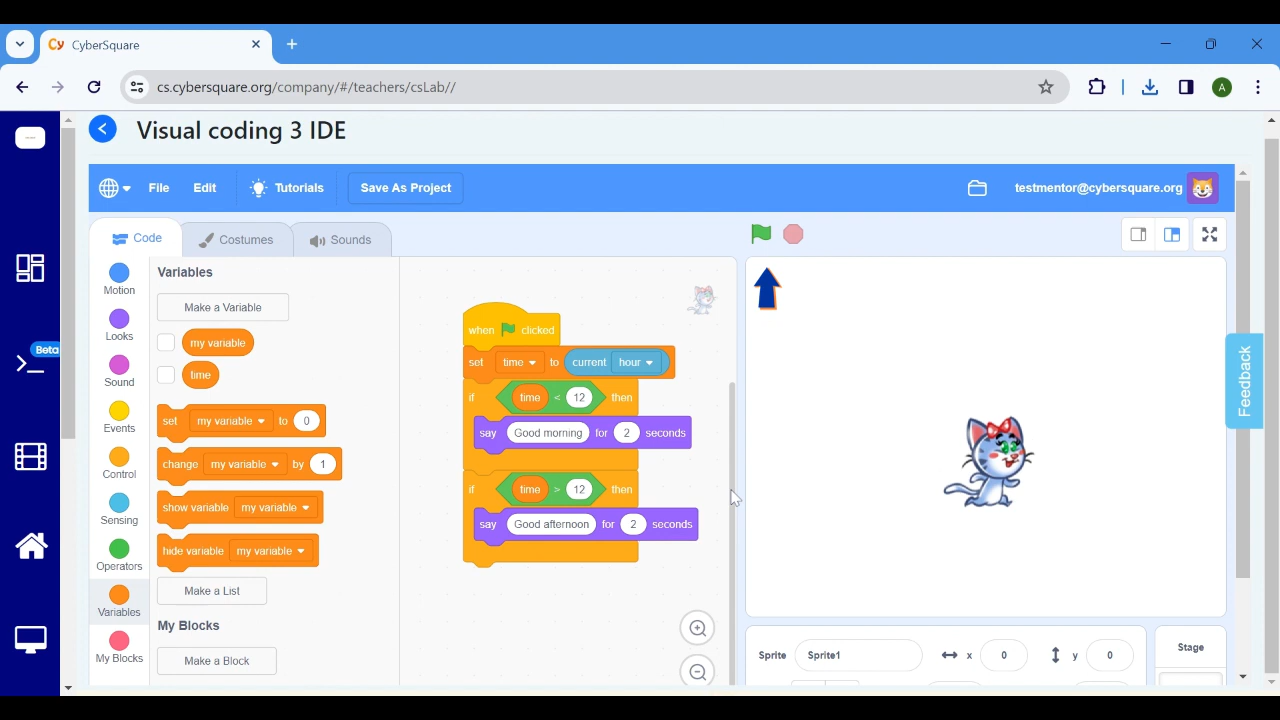 Cy CyberSquare
cs.cybersquare.org/company/#/teachers/csLab//
A
Visual coding 3 IDE
File Edit Tutorials Save As Project testmentor@cybersquare.org
Code Costumes Sounds
Motion
Looks
Sound
Events
Control
Sensing
Operators
Variables
My Blocks
Beta
Variables
Make a Variable
my variable
time
set my variable to 0
change my variable by 1
show variable my variable
hide variable my variable
Make a List
My Blocks
Make a Block
when clicked
set time to current hour
if time < 12 then
say Good morning for 2 seconds
if time > 12 then
say Good afternoon for 2 seconds
Feedback
Sprite Sprite1 x 0 y 0
Stage